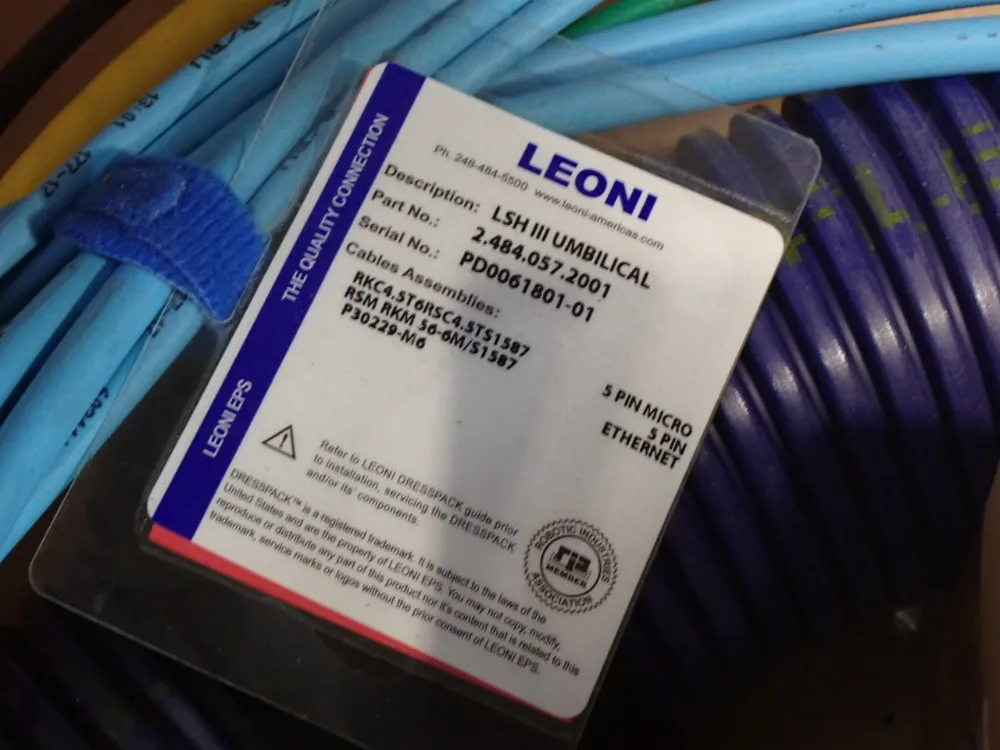 LEONI
Ph. 248-484-5500 www.leoni-americas.com
Description: LSH III UMBILICAL
Part No.: 2.484.057.2001
Serial No.: PD0061801-01
Cables Assemblies:
RKC4.5T6RSC4.5TS1587 5 PIN MICRO
RSM RKM 56-6M/S1587 5 PIN
P30229-M6 ETHERNET
THE QUALITY CONNECTION
LEONI EPS
Refer to LEONI DRESSPACK guide prior
to installation, servicing the DRESSPACK
and/or its' components.
DRESSPACK™ is a registered trademark. It is subject to the laws of the
United States and are the property of LEONI EPS. You may not copy, modify,
reproduce or distribute any part of this product nor it's content that is related to this
trademark, service marks or logos without the prior consent of LEONI EPS.
ROBOTIC INDUSTRIES
MEMBER
ASSOCIATION